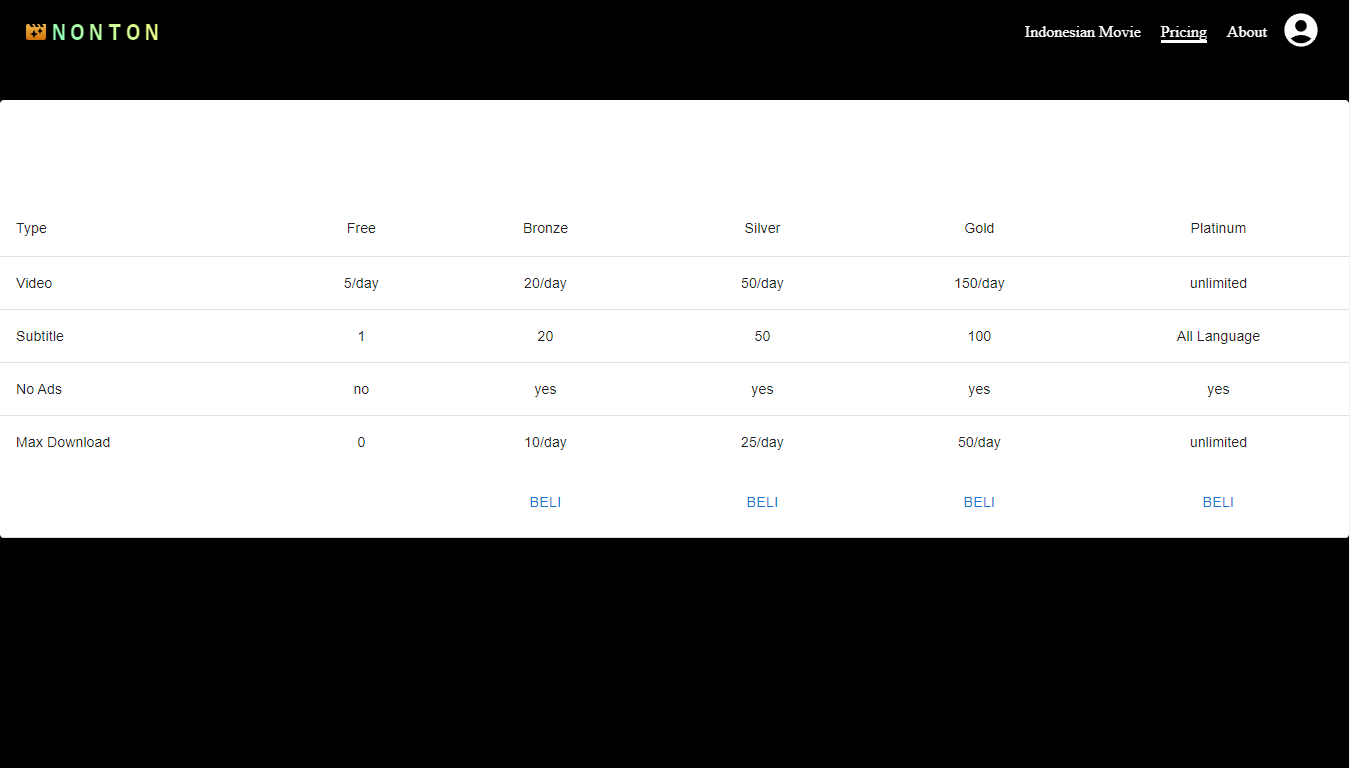 NONTON
Indonesian Movie Pricing About
Type Free Bronze Silver Gold Platinum
Video 5/day 20/day 50/day 150/day unlimited
Subtitle 1 20 50 100 All Language
No Ads no yes yes yes yes
Max Download 0 10/day 25/day 50/day unlimited
BELI BELI BELI BELI